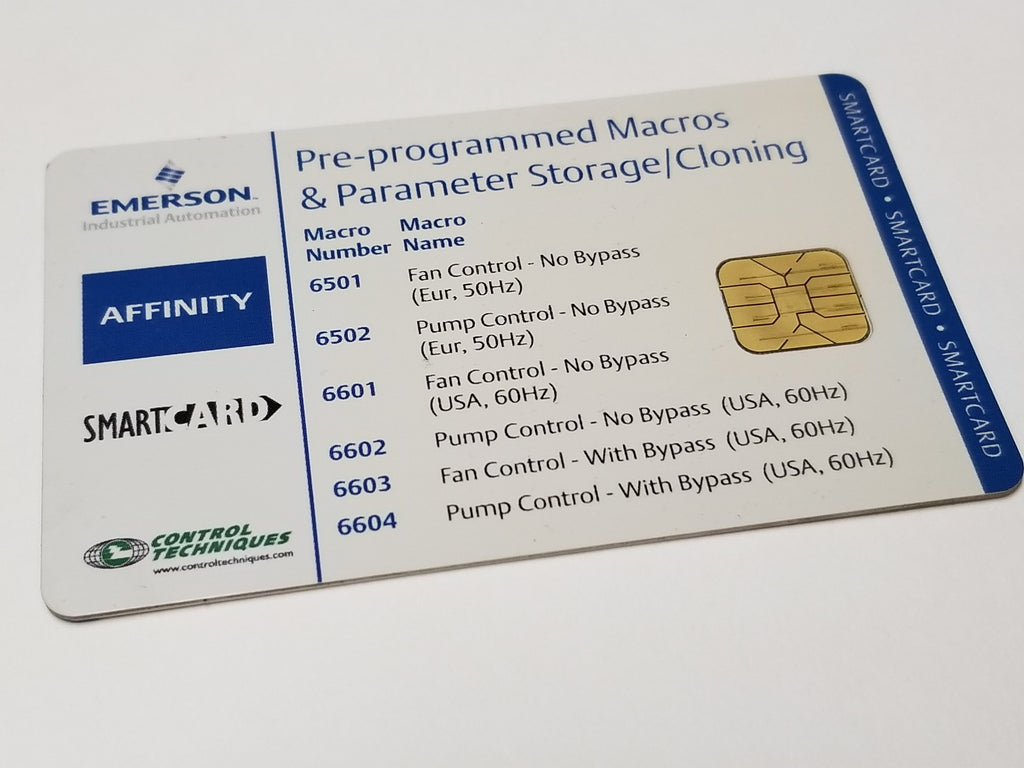 EMERSON™
Industrial Automation
AFFINITY
SMARTCARD
CONTROL
TECHNIQUES
www.controltechniques.com
Pre-programmed Macros
& Parameter Storage/Cloning
Macro Number Macro Name
6501 Fan Control - No Bypass
(Eur, 50Hz)
6502 Pump Control - No Bypass
(Eur, 50Hz)
6601 Fan Control - No Bypass
(USA, 60Hz)
6602 Pump Control - No Bypass (USA, 60Hz)
6603 Fan Control - With Bypass (USA, 60Hz)
6604 Pump Control - With Bypass (USA, 60Hz)
SMARTCARD • SMARTCARD • SMARTCARD